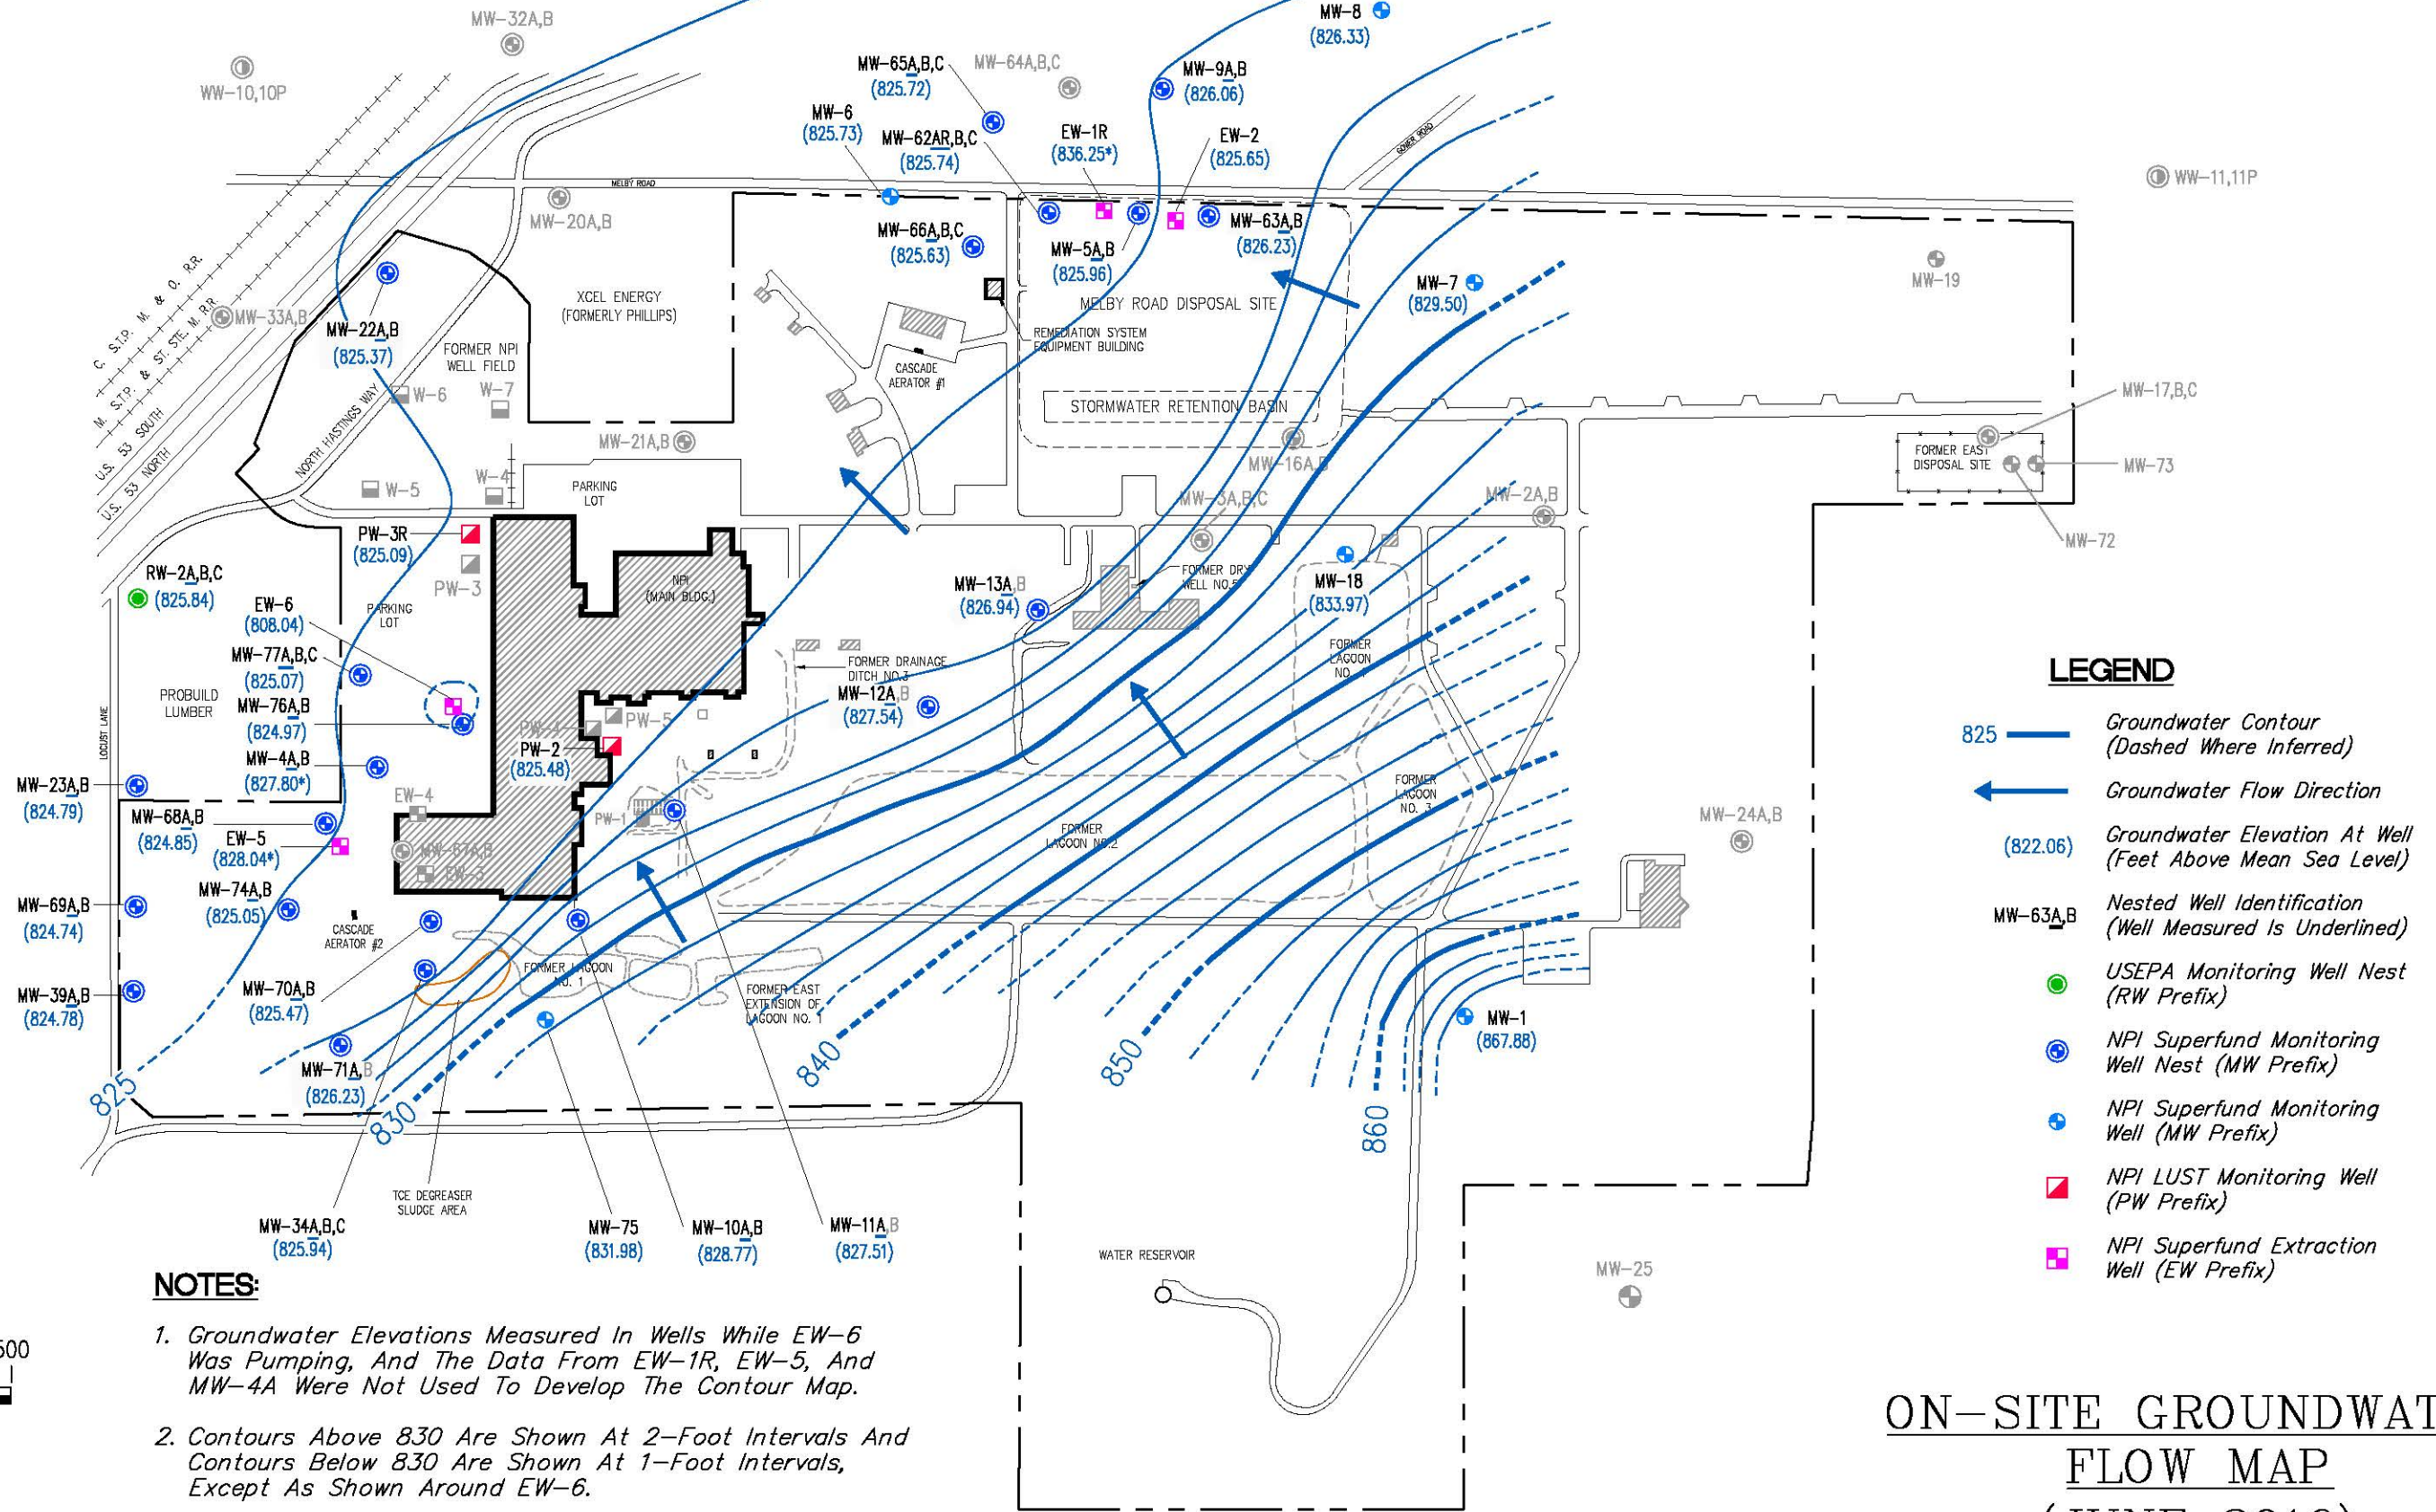 MW-32A,B
WW-10,10P
MW-8
(826.33)
MW-65A,B,C
(825.72)
MW-64A,B,C
MW-9A,B
(826.06)
MW-6
(825.73)
MW-62AR,B,C
(825.74)
EW-1R
(836.25*)
EW-2
(825.65)
GOWER ROAD
MELBY ROAD
WW-11,11P
MW-20A,B
MW-66A,B,C
(825.63)
MW-5A,B
(825.96)
MW-63A,B
(826.23)
MW-7
(829.50)
MW-19
C. S.T.P. M. & O. R.R.
M. S.T.P. & ST. STE. M. R.R.
U.S. 53 SOUTH
U.S. 53 NORTH
MW-33A,B
MW-22A,B
(825.37)
XCEL ENERGY
(FORMERLY PHILLIPS)
FORMER NPI
WELL FIELD
NORTH HASTINGS WAY
W-6
W-7
MELBY ROAD DISPOSAL SITE
REMEDIATION SYSTEM
EQUIPMENT BUILDING
CASCADE
AERATOR #1
STORMWATER RETENTION BASIN
MW-17,B,C
MW-21A,B
MW-16A,B
FORMER EAST
DISPOSAL SITE
MW-73
MW-72
W-5
W-4
PARKING
LOT
MW-3A,B,C
MW-2A,B
PW-3R
(825.09)
PW-3
RW-2A,B,C
(825.84)
EW-6
(808.04)
PARKING
LOT
NPI
(MAIN BLDG.)
MW-13A,B
(826.94)
FORMER DRY
WELL NO.5
MW-18
(833.97)
MW-77A,B,C
(825.07)
PROBUILD
LUMBER
MW-76A,B
(824.97)
LOCUST LANE
FORMER DRAINAGE
DITCH NO.3
MW-12A,B
(827.54)
FORMER
LAGOON
NO. 4
PW-4
PW-5
PW-2
(825.48)
MW-4A,B
(827.80*)
MW-23A,B
(824.79)
EW-4
MW-68A,B
(824.85)
EW-5
(828.04*)
PW-1
FORMER
LAGOON
NO. 3
FORMER
LAGOON NO.2
MW-24A,B
MW-67A,B
EW-3
MW-74A,B
(825.05)
MW-69A,B
(824.74)
CASCADE
AERATOR #2
MW-39A,B
(824.78)
MW-70A,B
(825.47)
FORMER LAGOON
NO. 1
FORMER EAST
EXTENSION OF
LAGOON NO. 1
MW-1
(867.88)
MW-71A,B
(826.23)
825
830
840
850
860
TCE DEGREASER
SLUDGE AREA
MW-34A,B,C
(825.94)
MW-75
(831.98)
MW-10A,B
(828.77)
MW-11A,B
(827.51)
WATER RESERVOIR
MW-25
LEGEND
825
Groundwater Contour
(Dashed Where Inferred)
Groundwater Flow Direction
(822.06)
Groundwater Elevation At Well
(Feet Above Mean Sea Level)
MW-63A,B
Nested Well Identification
(Well Measured Is Underlined)
USEPA Monitoring Well Nest
(RW Prefix)
NPI Superfund Monitoring
Well Nest (MW Prefix)
NPI Superfund Monitoring
Well (MW Prefix)
NPI LUST Monitoring Well
(PW Prefix)
NPI Superfund Extraction
Well (EW Prefix)
NOTES:
1. Groundwater Elevations Measured In Wells While EW-6
Was Pumping, And The Data From EW-1R, EW-5, And
MW-4A Were Not Used To Develop The Contour Map.
2. Contours Above 830 Are Shown At 2-Foot Intervals And
Contours Below 830 Are Shown At 1-Foot Intervals,
Except As Shown Around EW-6.
ON-SITE GROUNDWAT
FLOW MAP